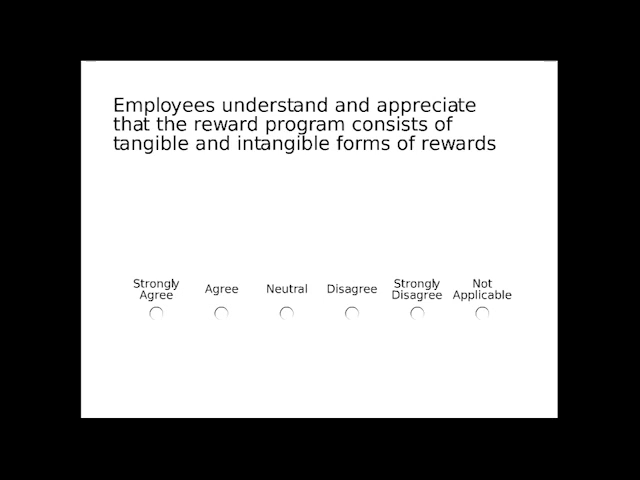 Employees understand and appreciate
that the reward program consists of
tangible and intangible forms of rewards
Strongly Agree
Agree
Neutral
Disagree
Strongly Disagree
Not Applicable